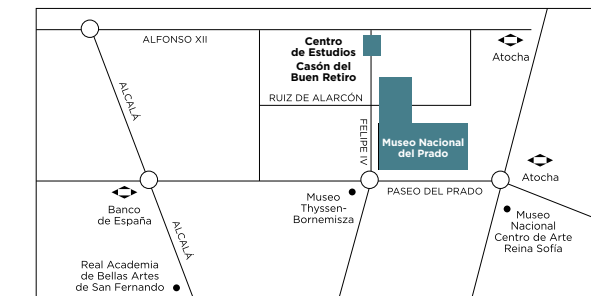 ALFONSO XII
Centro
de Estudios
Casón del
Buen Retiro
Atocha
ALCALÁ
RUIZ DE ALARCÓN
FELIPE IV
Museo Nacional
del Prado
Atocha
PASEO DEL PRADO
Banco
de España
Museo
Thyssen-
Bornemisza
Museo
Nacional
Centro de Arte
Reina Sofía
ALCALÁ
Real Academia
de Bellas Artes
de San Fernando